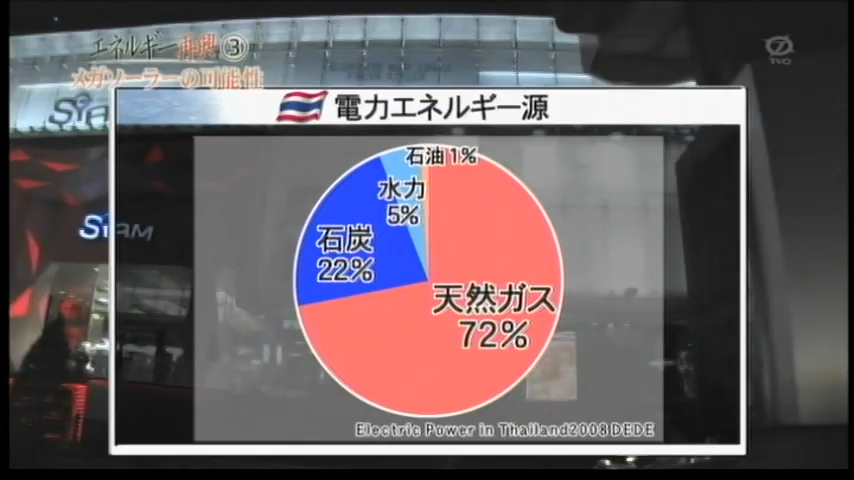 エネルギー再興③
メガソーラーの可能性
TVO
SIAM
電力エネルギー源
石油1%
水力
5%
石炭
22%
天然ガス
72%
SIAM
Electric Power in Thailand2008 DEDE